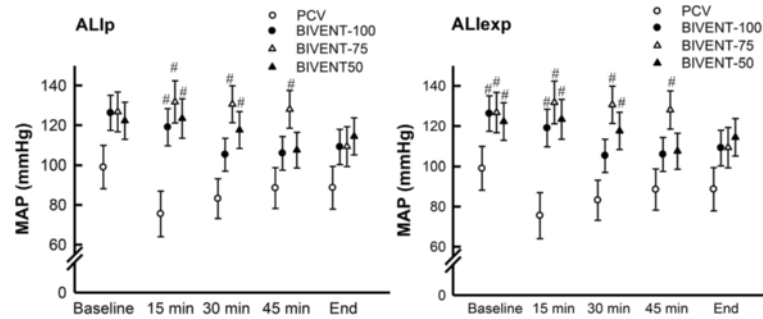 ALIp
PCV
BIVENT-100
BIVENT-75
BIVENT50
MAP (mmHg)
140
120
100
80
60
0
# # #
# #
#
Baseline 15 min 30 min 45 min End
ALIexp
PCV
BIVENT-100
BIVENT-75
BIVENT-50
MAP (mmHg)
140
120
100
80
60
0
# # #
# # #
# #
#
Baseline 15 min 30 min 45 min End